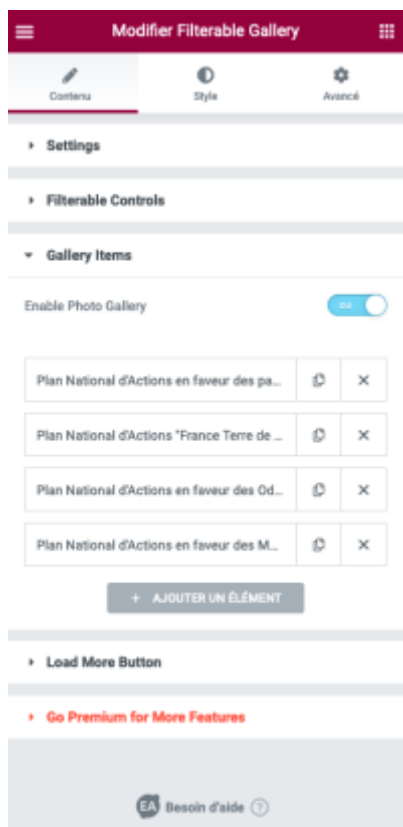 Modifier Filterable Gallery
Contenu
Style
Avancé
Settings
Filterable Controls
Gallery Items
Enable Photo Gallery
OUI
Plan National d'Actions en faveur des pa...
Plan National d'Actions "France Terre de ...
Plan National d'Actions en faveur des Od...
Plan National d'Actions en faveur des M...
+ AJOUTER UN ÉLÉMENT
Load More Button
Go Premium for More Features
EA Besoin d'aide ?